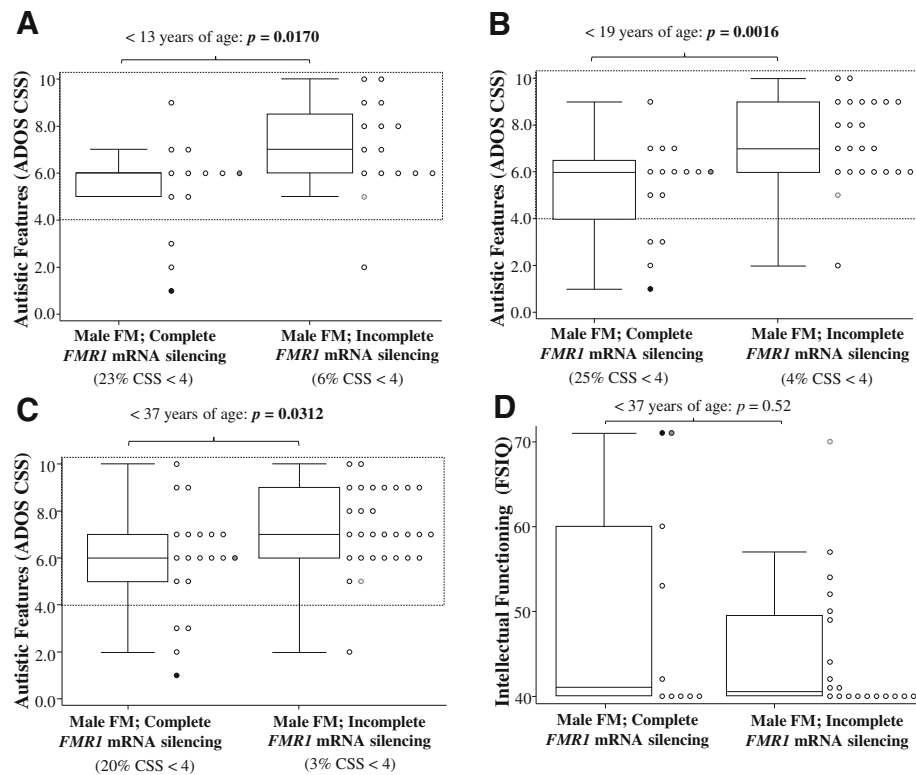 A
< 13 years of age: p = 0.0170
Autistic Features (ADOS CSS)
10
8.0
6.0
4.0
2.0
0.0
Male FM; Complete
FMR1 mRNA silencing
(23% CSS < 4)
Male FM; Incomplete
FMR1 mRNA silencing
(6% CSS < 4)
B
< 19 years of age: p = 0.0016
Autistic Features (ADOS CSS)
10
8.0
6.0
4.0
2.0
0.0
Male FM; Complete
FMR1 mRNA silencing
(25% CSS < 4)
Male FM; Incomplete
FMR1 mRNA silencing
(4% CSS < 4)
C
< 37 years of age: p = 0.0312
Autistic Features (ADOS CSS)
10
8.0
6.0
4.0
2.0
0.0
Male FM; Complete
FMR1 mRNA silencing
(20% CSS < 4)
Male FM; Incomplete
FMR1 mRNA silencing
(3% CSS < 4)
D
< 37 years of age: p = 0.52
Intellectual Functioning (FSIQ)
70
60
50
40
Male FM; Complete
FMR1 mRNA silencing
Male FM; Incomplete
FMR1 mRNA silencing